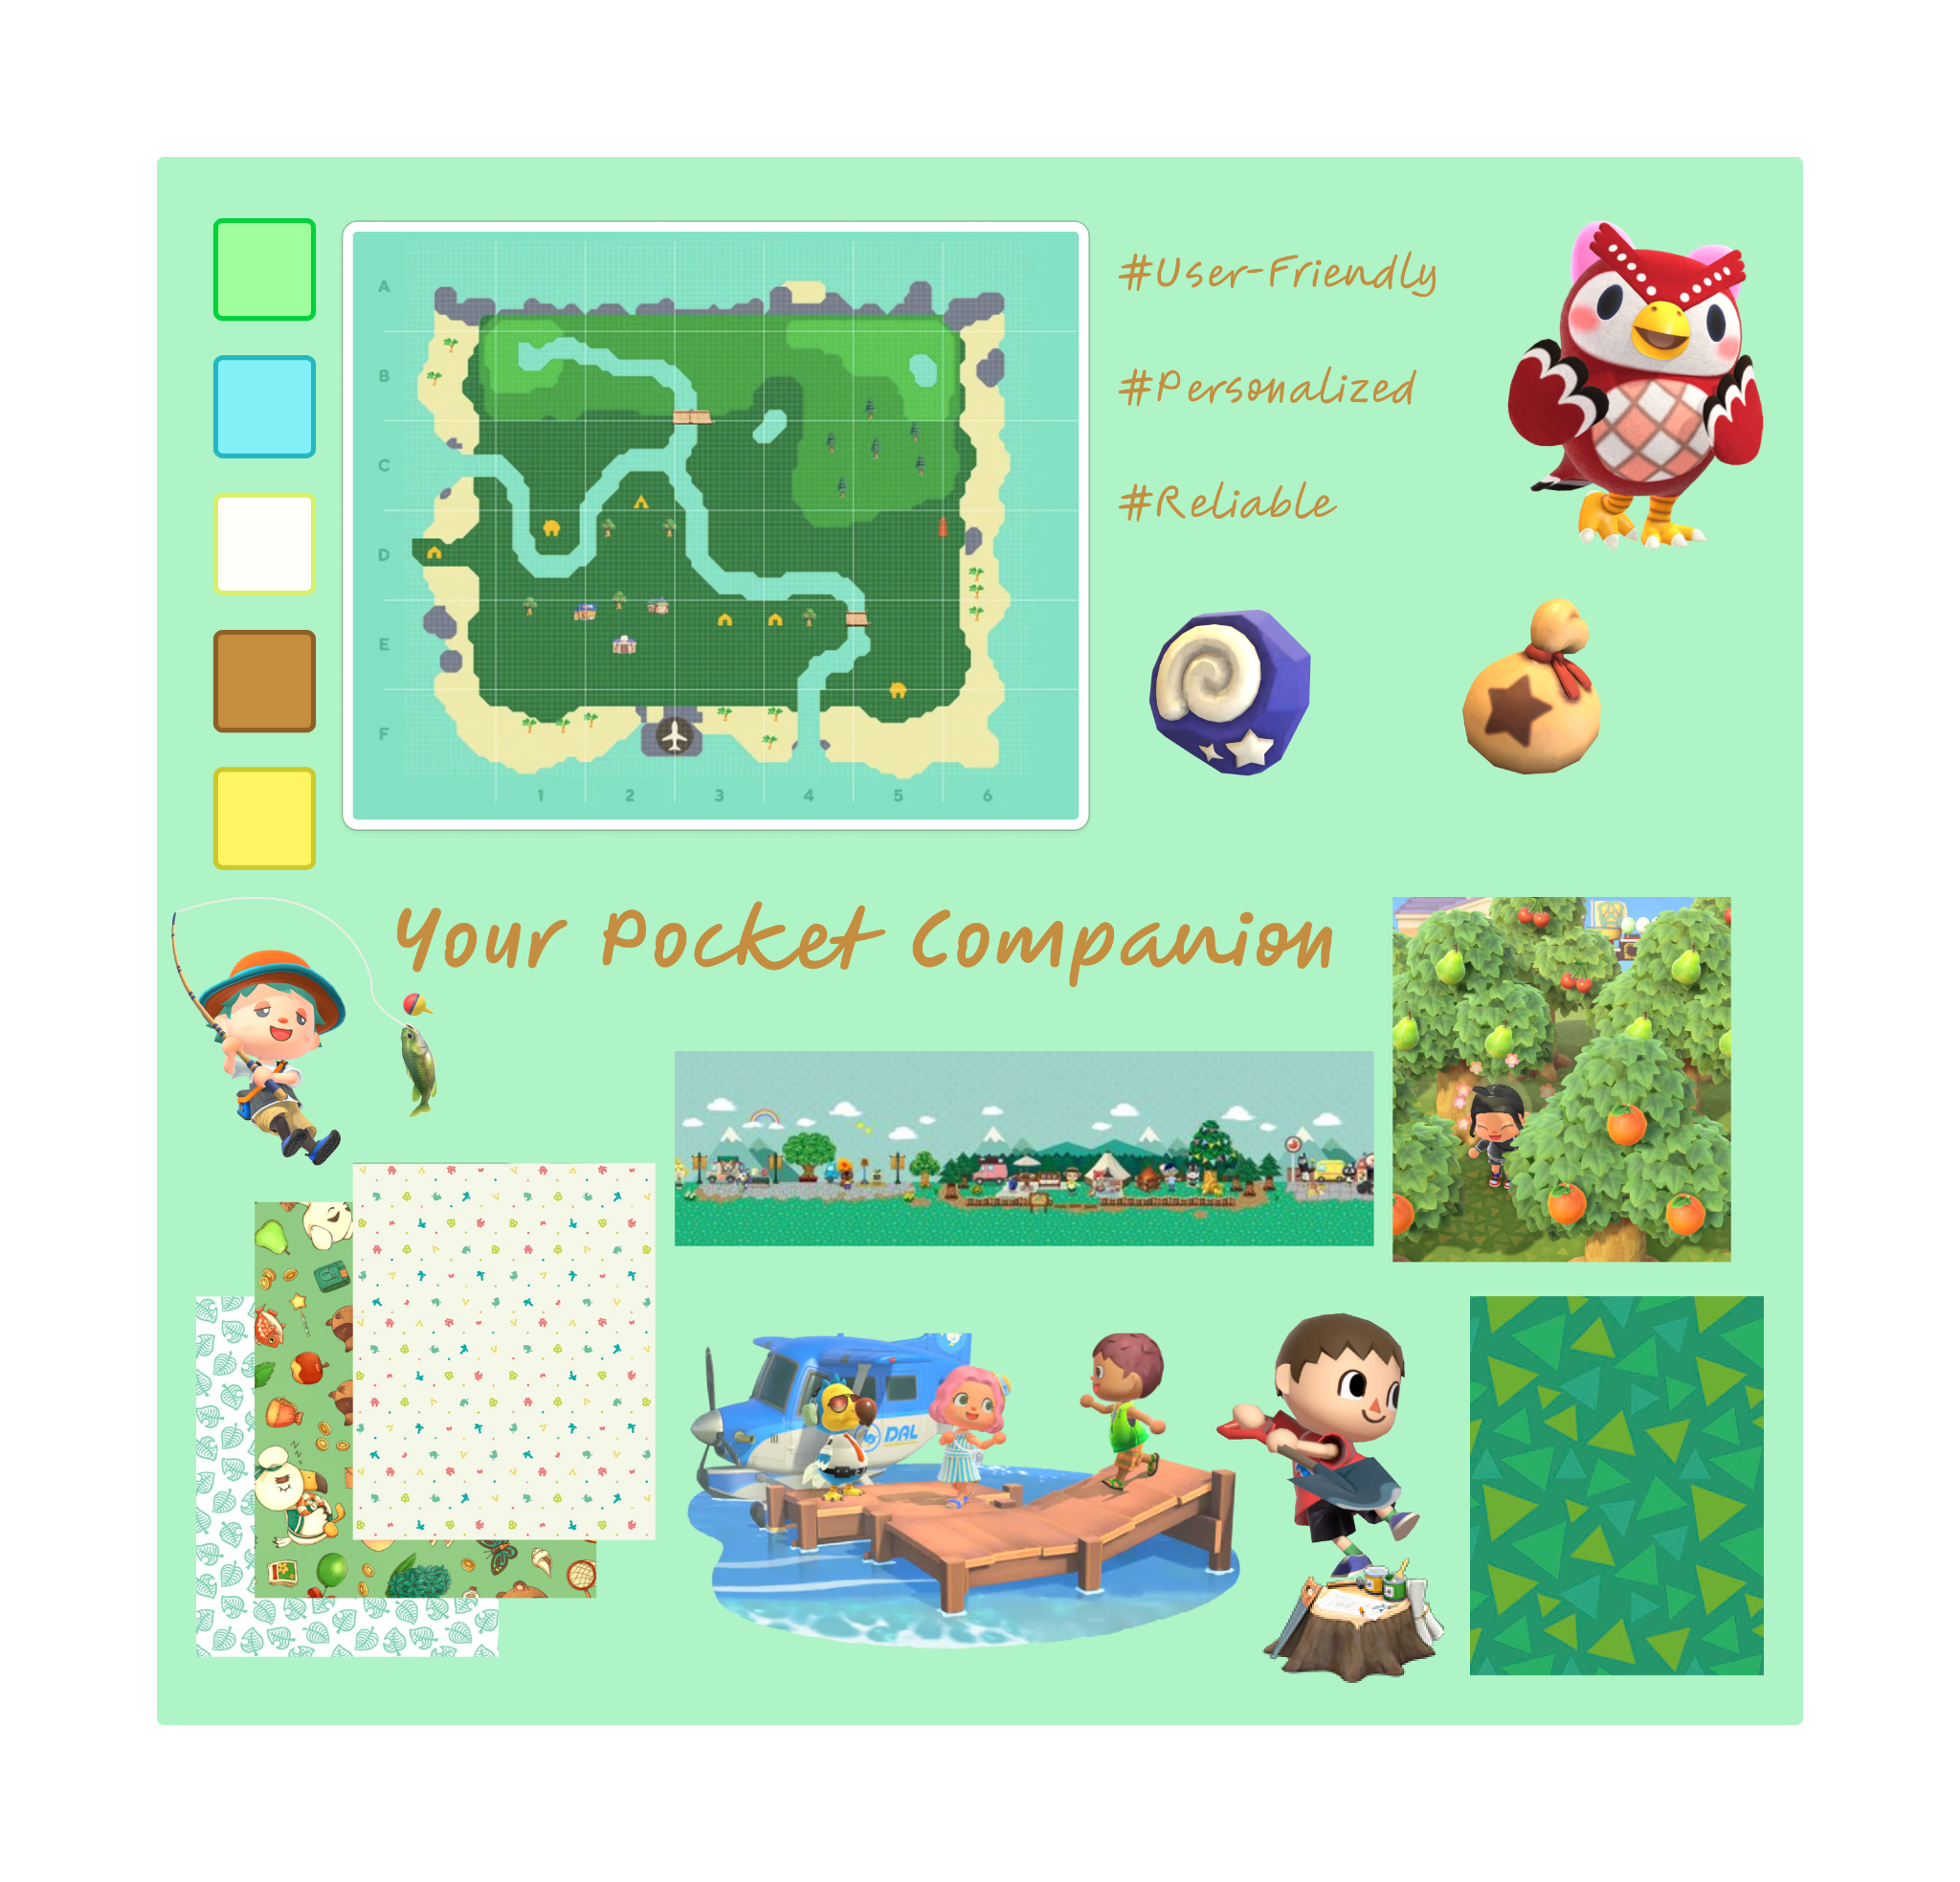 #User-Friendly
#Personalized
#Reliable
A
B
C
D
E
F
1 2 3 4 5 6
Your Pocket Companion
DAL